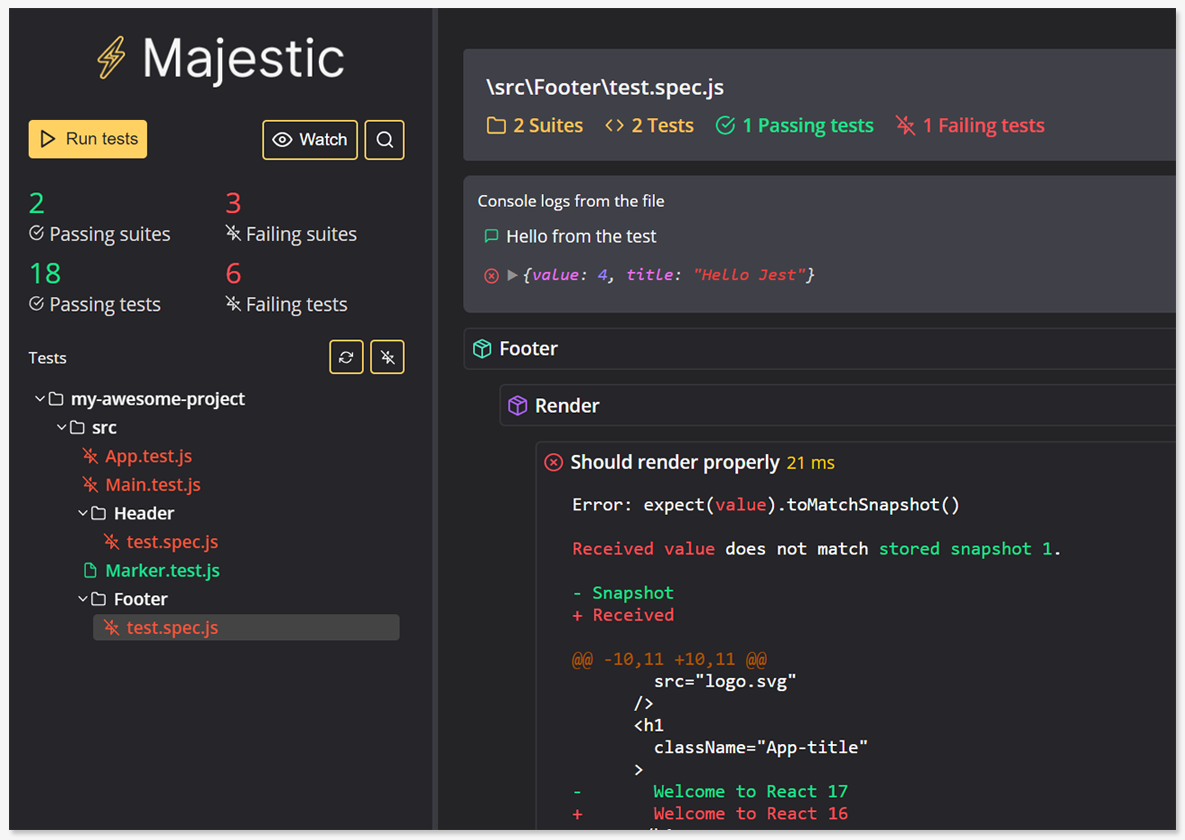 Majestic
Run tests
Watch
2
3
Passing suites
Failing suites
18
6
Passing tests
Failing tests
Tests
my-awesome-project
src
App.test.js
Main.test.js
Header
test.spec.js
Marker.test.js
Footer
test.spec.js
\src\Footer\test.spec.js
2 Suites <> 2 Tests 1 Passing tests 1 Failing tests
Console logs from the file
Hello from the test
{value: 4, title: "Hello Jest"}
Footer
Render
Should render properly 21 ms
Error: expect(value).toMatchSnapshot()
Received value does not match stored snapshot 1.
- Snapshot
+ Received
@@ -10,11 +10,11 @@
src="logo.svg"
/>
<h1
className="App-title"
>
- Welcome to React 17
+ Welcome to React 16